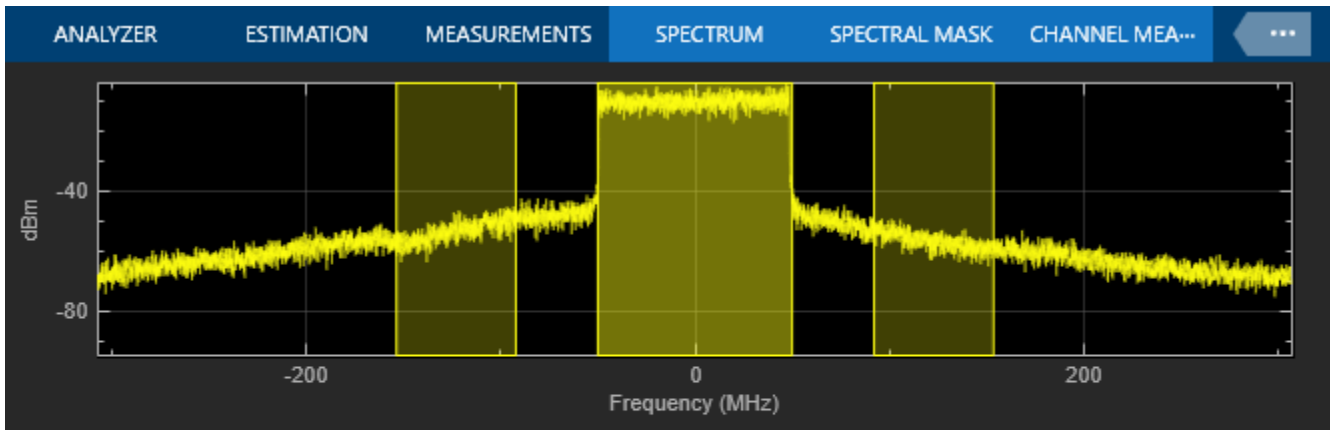 ANALYZER ESTIMATION MEASUREMENTS SPECTRUM SPECTRAL MASK CHANNEL MEA··· ···
-40
dBm
-80
-200 0 200
Frequency (MHz)